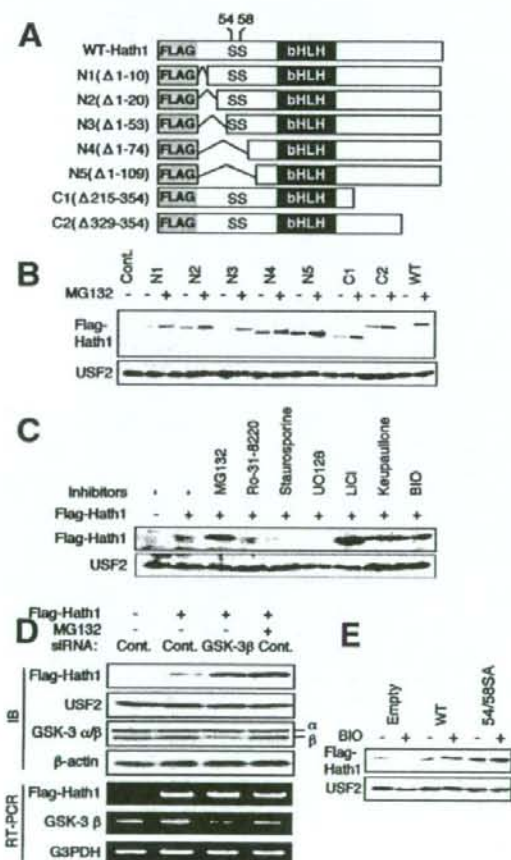 A
54 58
WT-Hath1 FLAG SS bHLH
N1(Δ1-10) FLAG SS bHLH
N2(Δ1-20) FLAG SS bHLH
N3(Δ1-53) FLAG SS bHLH
N4(Δ1-74) FLAG bHLH
N5(Δ1-109) FLAG bHLH
C1(Δ215-354) FLAG SS bHLH
C2(Δ329-354) FLAG SS bHLH
B
Cont. N1 N2 N3 N4 N5 C1 C2 WT
MG132 - - + - + - + - + - + - + - + - +
Flag-
Hath1
USF2
C
Inhibitors - - MG132 Ro-31-8220 Staurosporine UO126 LiCl Kenpaullone BIO
Flag-Hath1 - + + + + + + + +
Flag-Hath1
USF2
D
Flag-Hath1 - + + +
MG132 - - - +
siRNA: Cont. Cont. GSK-3β Cont.
IB
Flag-Hath1
USF2
GSK-3 α/β α
β
β-actin
RT-PCR
Flag-Hath1
GSK-3 β
G3PDH
E
Empty WT 54/58SA
BIO - + - + - +
Flag-
Hath1
USF2